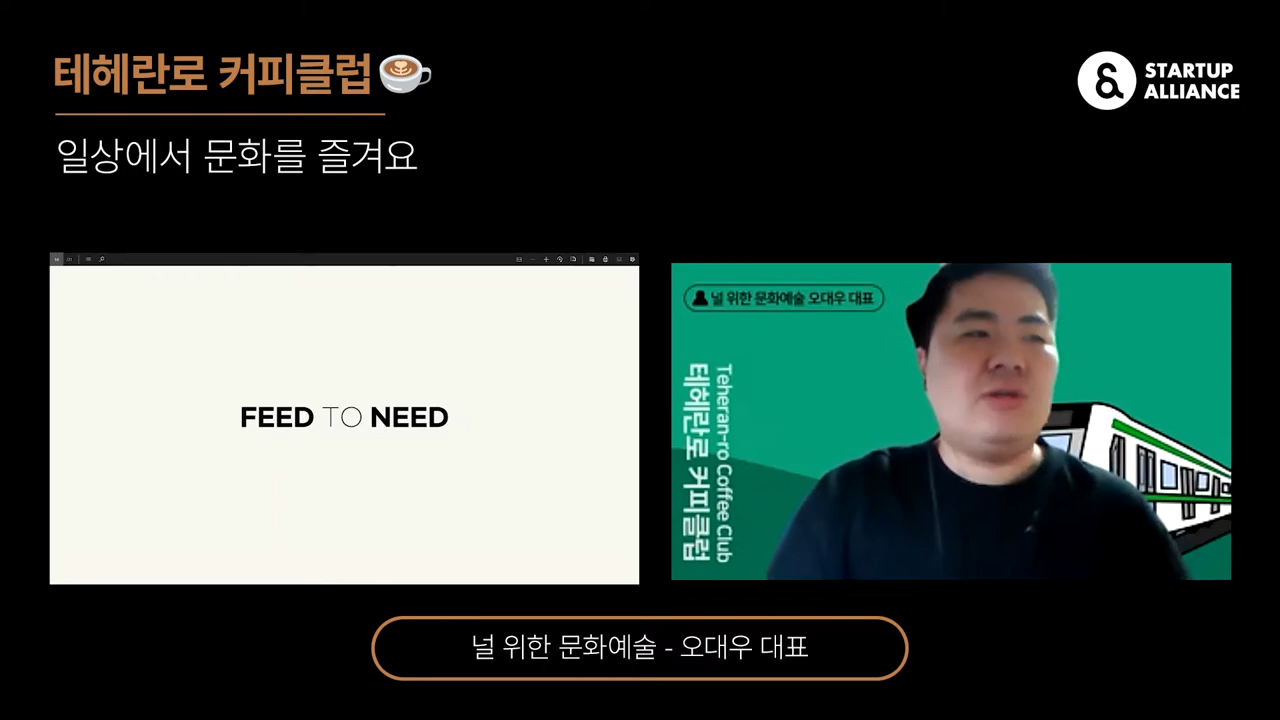 테헤란로 커피클럽
STARTUP
ALLIANCE
일상에서 문화를 즐겨요
FEED TO NEED
널 위한 문화예술 오대우 대표
Teheran-ro Coffee Club
테헤란로 커피클럽
널 위한 문화예술 - 오대우 대표